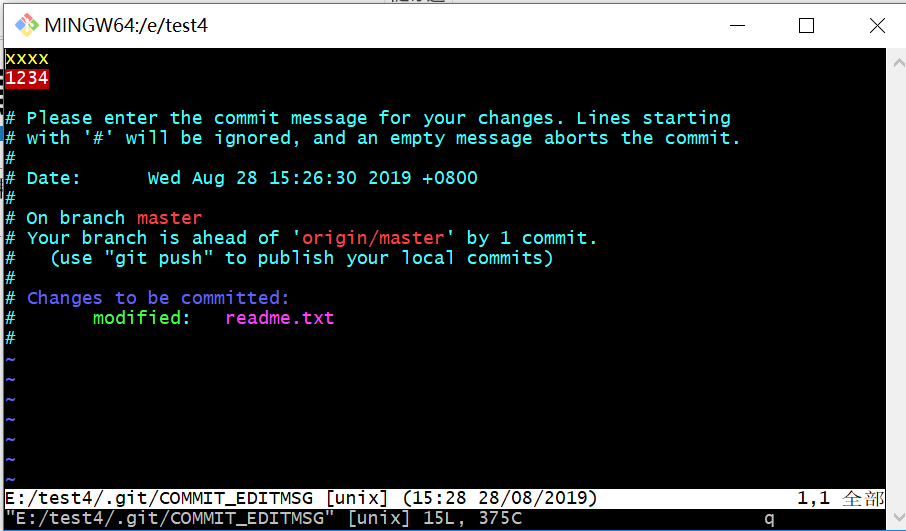 MINGW64:/e/test4
xxxx
1234
# Please enter the commit message for your changes. Lines starting
# with '#' will be ignored, and an empty message aborts the commit.
#
# Date:      Wed Aug 28 15:26:30 2019 +0800
#
# On branch master
# Your branch is ahead of 'origin/master' by 1 commit.
#   (use "git push" to publish your local commits)
#
# Changes to be committed:
#       modified:   readme.txt
#
~
~
~
~
~
~
~
E:/test4/.git/COMMIT_EDITMSG [unix] (15:28 28/08/2019) 1,1 全部
"E:/test4/.git/COMMIT_EDITMSG" [unix] 15L, 375C q